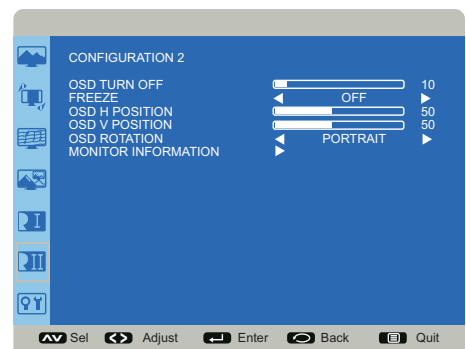 CONFIGURATION 2
OSD TURN OFF 10
FREEZE OFF
OSD H POSITION 50
OSD V POSITION 50
OSD ROTATION PORTRAIT
MONITOR INFORMATION
Sel Adjust Enter Back Quit